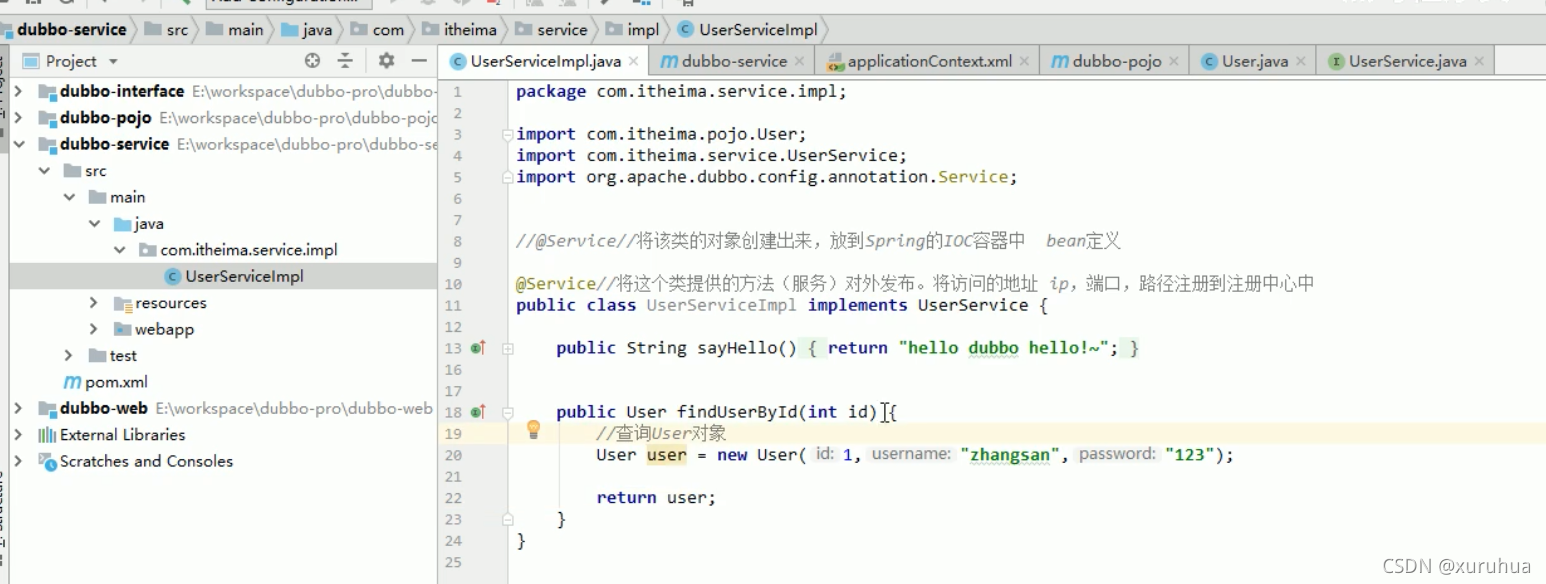 dubbo-service src main java com itheima service impl UserServiceImpl
Project
UserServiceImpl.java dubbo-service applicationContext.xml dubbo-pojo User.java UserService.java
dubbo-interface E:\workspace\dubbo-pro\dubbo-
dubbo-pojo E:\workspace\dubbo-pro\dubbo-pojo
dubbo-service E:\workspace\dubbo-pro\dubbo-se
src
main
java
com.itheima.service.impl
UserServiceImpl
resources
webapp
test
pom.xml
dubbo-web E:\workspace\dubbo-pro\dubbo-web
External Libraries
Scratches and Consoles
1 package com.itheima.service.impl;
2
3 import com.itheima.pojo.User;
4 import com.itheima.service.UserService;
5 import org.apache.dubbo.config.annotation.Service;
6
7
8 //@Service//将该类的对象创建出来，放到Spring的IOC容器中 bean定义
9
10 @Service//将这个类提供的方法（服务）对外发布。将访问的地址 ip，端口，路径注册到注册中心中
11 public class UserServiceImpl implements UserService {
12
13 public String sayHello() { return "hello dubbo hello!~"; }
16
17
18 public User findUserById(int id) {
19 //查询User对象
20 User user = new User( id: 1, username: "zhangsan", password: "123");
21
22 return user;
23 }
24 }
25
CSDN @xuruhua